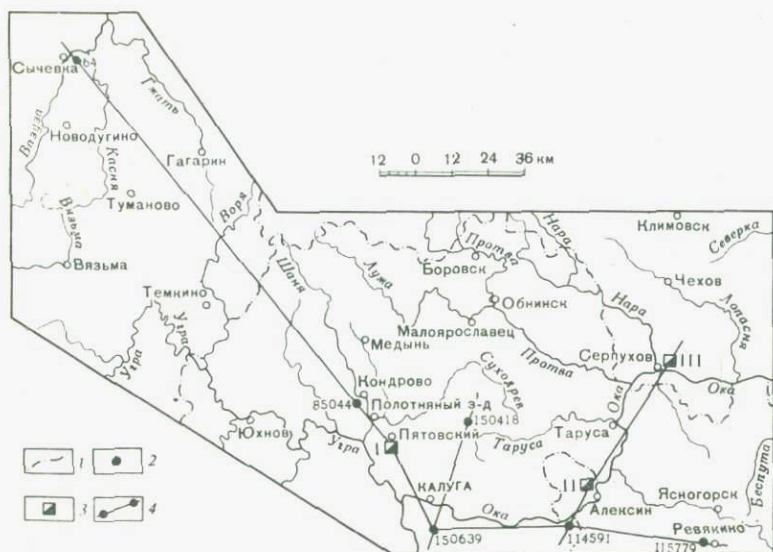 Сычевка
64
Гжать
Вазуза
Новодугино
Касня
Гагарин
12 0 12 24 36 км
Туманово
Воря
Вязьма
Вязьма
Шаня
Лужа
Протва
Боровск
Нара
Климовск
Северка
Чехов
Обнинск
Нара
Лопасня
Темкино
Малоярославец
Угра
Угра
Медынь
Протва
Серпухов
III
Суходрев
Ока
Ока
Кондрово
85044
Полотняный з-д
150418
Таруса
Таруса
Юхнов
Угра
I
Пятовский
Беспута
II
КАЛУГА
Ока
Алексин
Ясногорск
Ревякино
150639
114591
115779
1
2
3
4